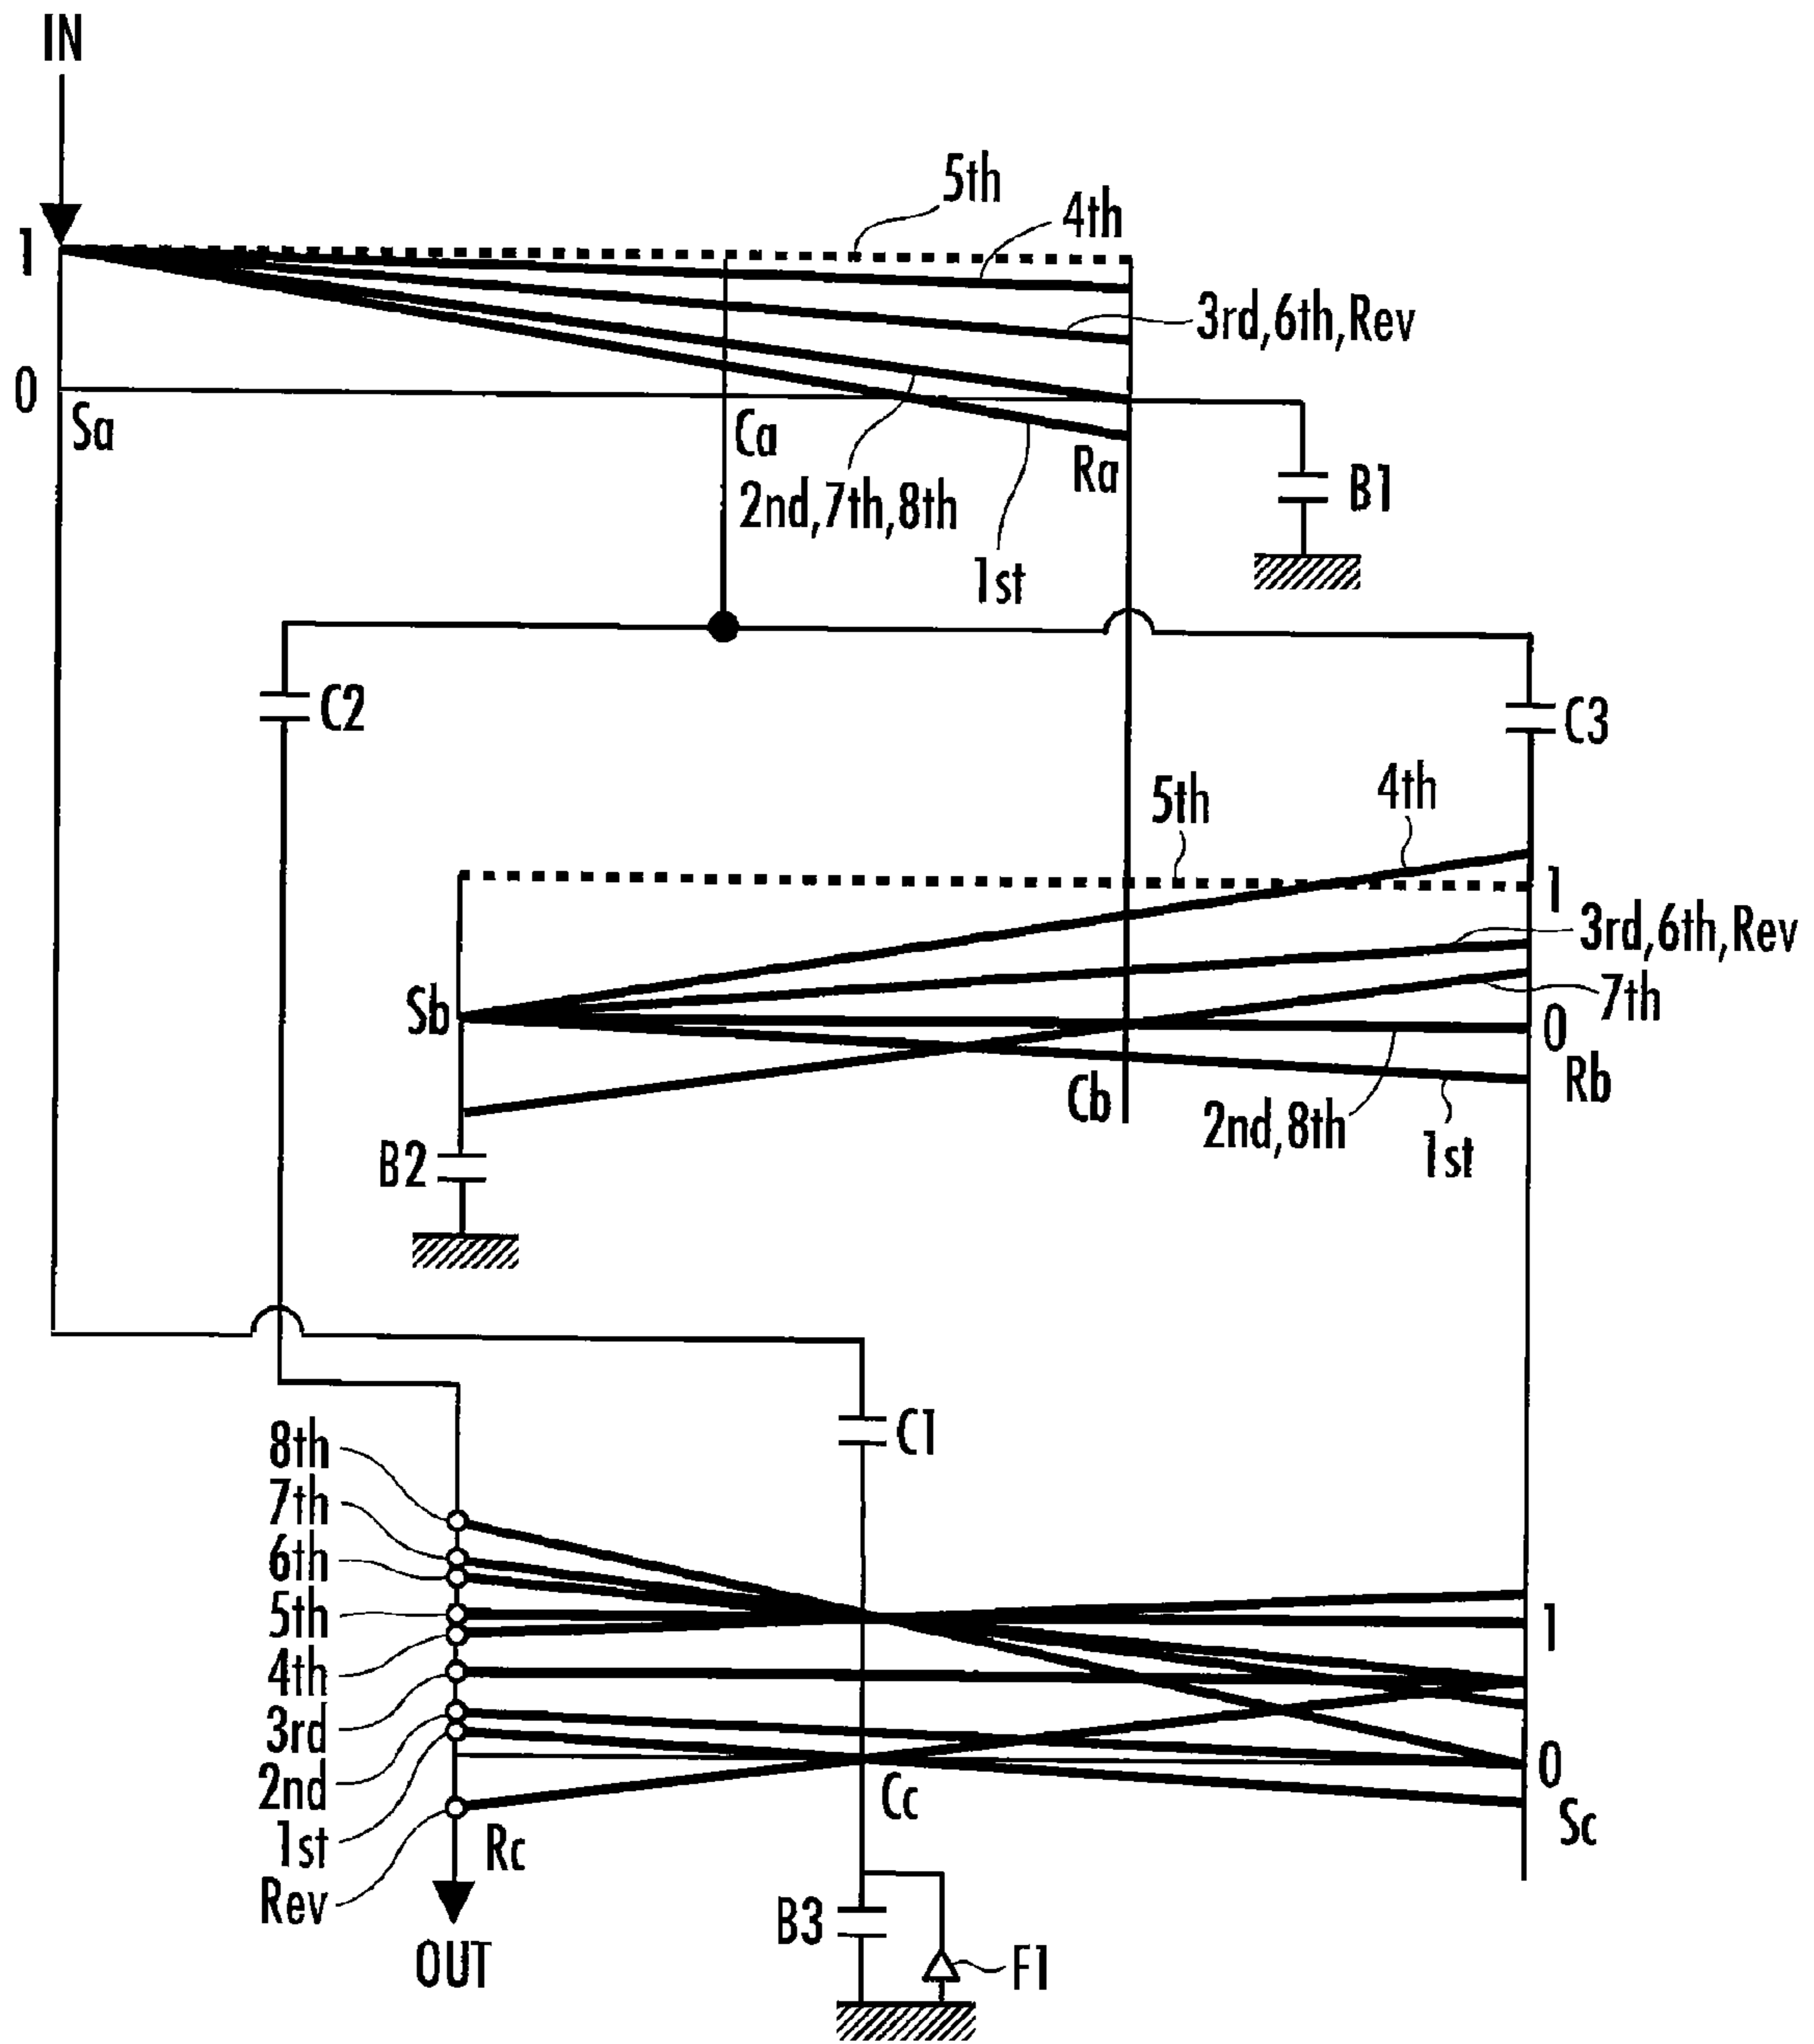 IN
5th
4th
1
3rd,6th,Rev
0
Sa
Ca
Ra
B1
2nd,7th,8th
1st
C2
C3
5th
4th
1
3rd,6th,Rev
7th
Sb
0
Rb
Cb
2nd,8th
1st
B2
C1
8th
7th
6th
5th
1
4th
3rd
2nd
0
Cc
Sc
1st
Rc
Rev
B3
OUT
F1